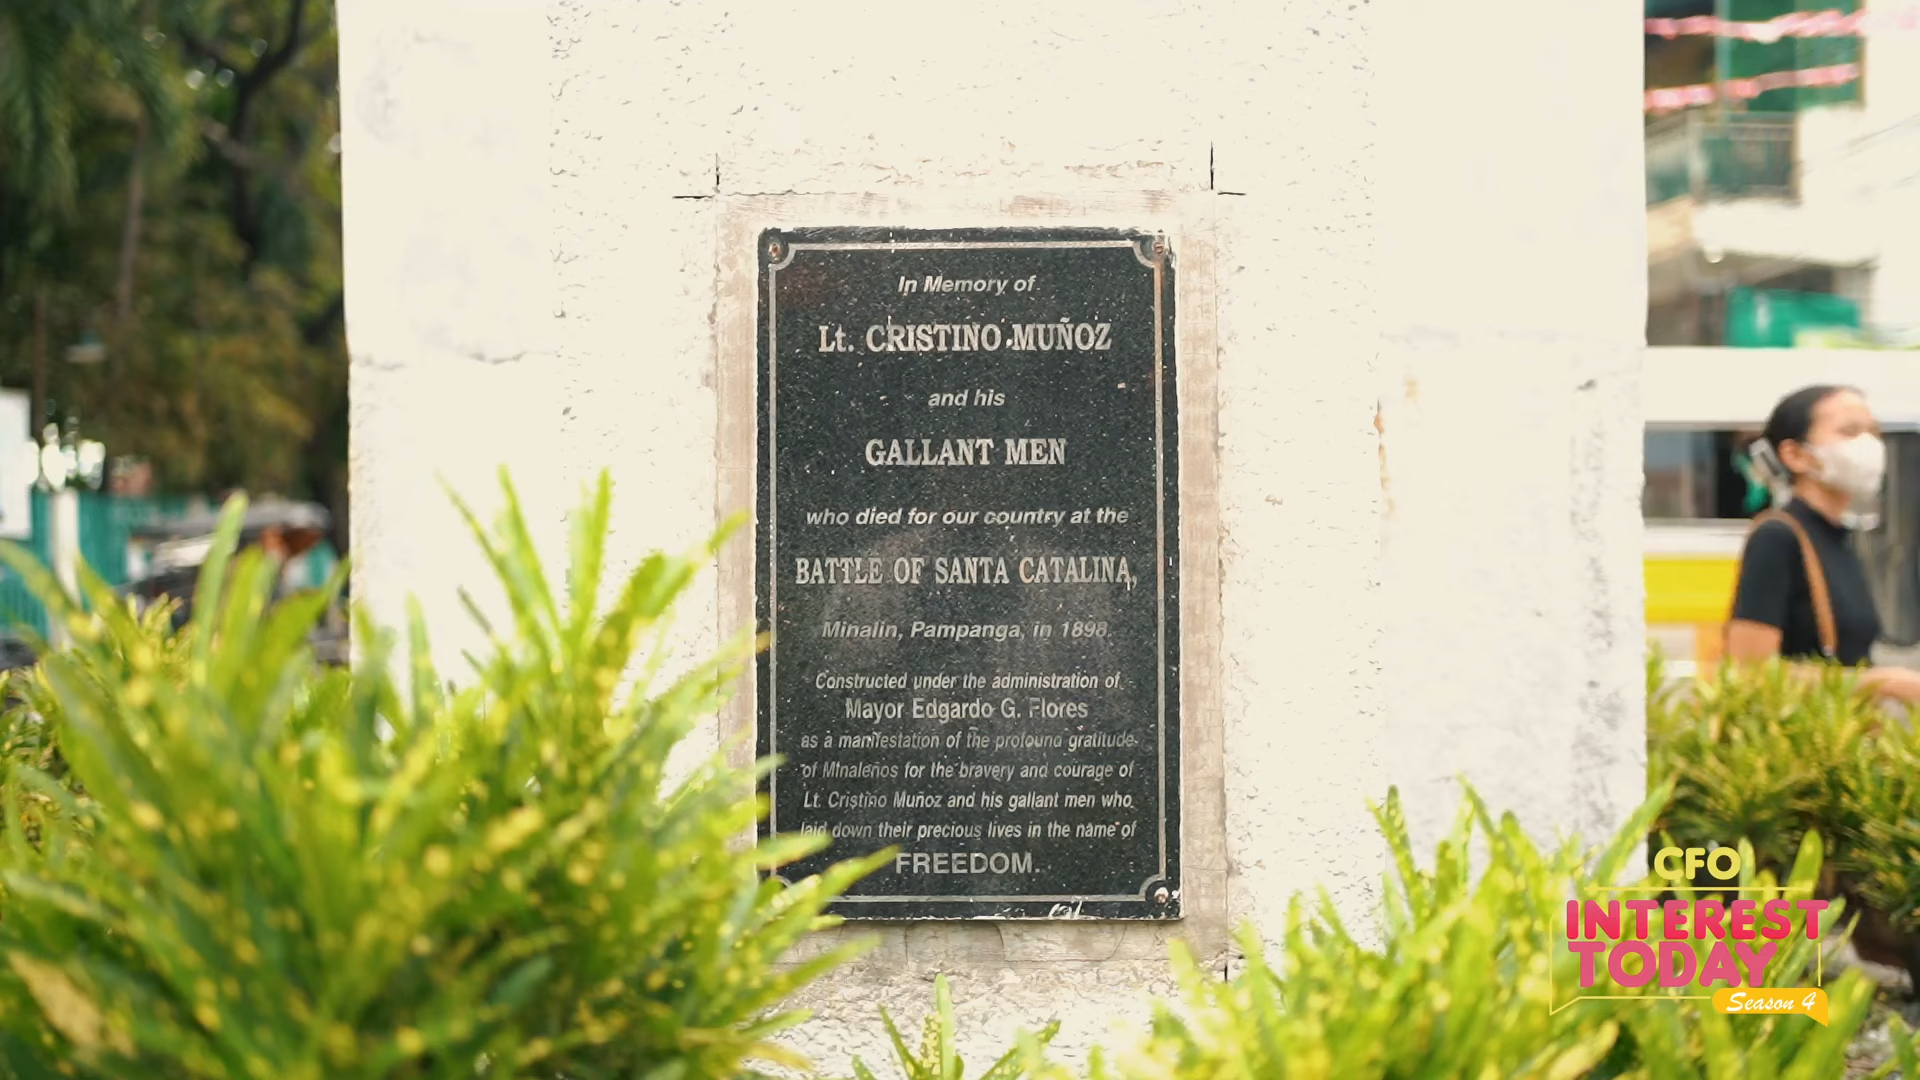 In Memory of
Lt. CRISTINO MUÑOZ
and his
GALLANT MEN
who died for our country at the
BATTLE OF SANTA CATALINA,
Minalin, Pampanga, in 1898.
Constructed under the administration of
Mayor Edgardo G. Flores
as a manifestation of the profound gratitude
of Minaleños for the bravery and courage of
Lt. Cristino Muñoz and his gallant men who
laid down their precious lives in the name of
FREEDOM.
CFO
INTEREST
TODAY
Season 4